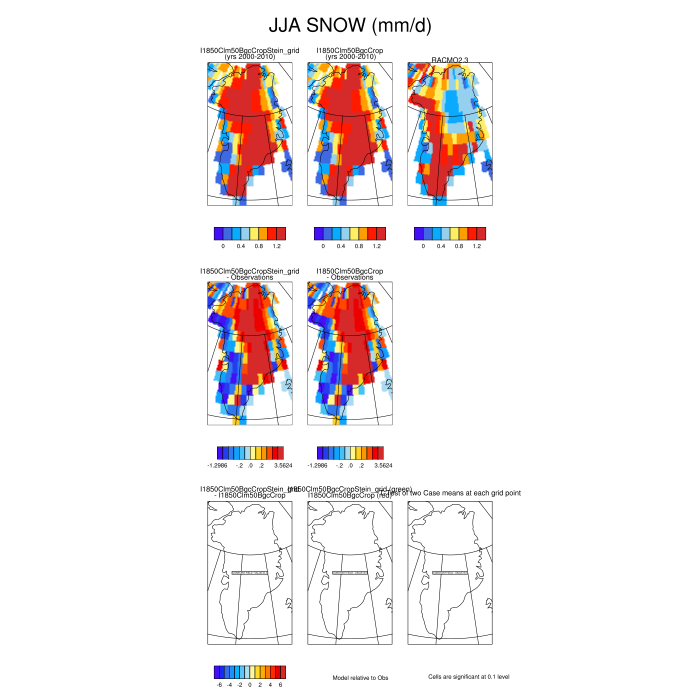 JJA SNOW (mm/d)
I1850Clm50BgcCropStein_grid
(yrs 2000-2010)
I1850Clm50BgcCrop
(yrs 2000-2010)
RACMO2.3
0 0.4 0.8 1.2
0 0.4 0.8 1.2
0 0.4 0.8 1.2
I1850Clm50BgcCropStein_grid
- Observations
I1850Clm50BgcCrop
- Observations
-1.2986 -.2 .0 .2 3.5624
-1.2986 -.2 .0 .2 3.5624
I1850Clm50BgcCropStein_grid
- I1850Clm50BgcCrop
I1850Clm50BgcCropStein_grid(green)
I1850Clm50BgcCrop (red)
T-Test of two Case means at each grid point
-6 -4 -2 0 2 4 6
Model relative to Obs
Cells are significant at 0.1 level